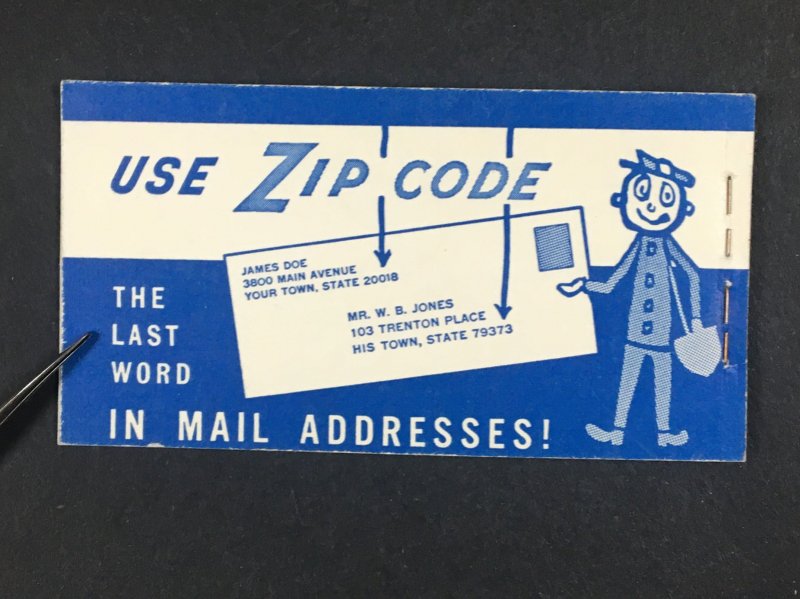 USE ZIP CODE
JAMES DOE
3800 MAIN AVENUE
YOUR TOWN, STATE 20018
MR. W. B. JONES
103 TRENTON PLACE
HIS TOWN, STATE 79373
THE
LAST
WORD
IN MAIL ADDRESSES!